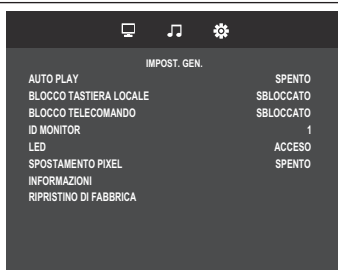 IMPOST. GEN.
AUTO PLAY SPENTO
BLOCCO TASTIERA LOCALE SBLOCCATO
BLOCCO TELECOMANDO SBLOCCATO
ID MONITOR 1
LED ACCESO
SPOSTAMENTO PIXEL SPENTO
INFORMAZIONI
RIPRISTINO DI FABBRICA